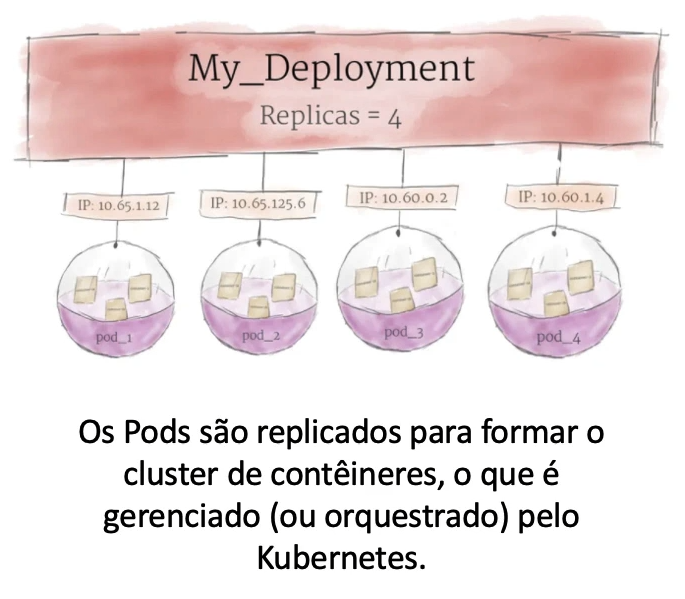 My_Deployment
Replicas = 4
IP: 10.65.1.12
IP: 10.65.125.6
IP: 10.60.0.2
IP: 10.60.1.4
pod_1
pod_2
pod_3
pod_4
Os Pods são replicados para formar o
cluster de contêineres, o que é
gerenciado (ou orquestrado) pelo
Kubernetes.